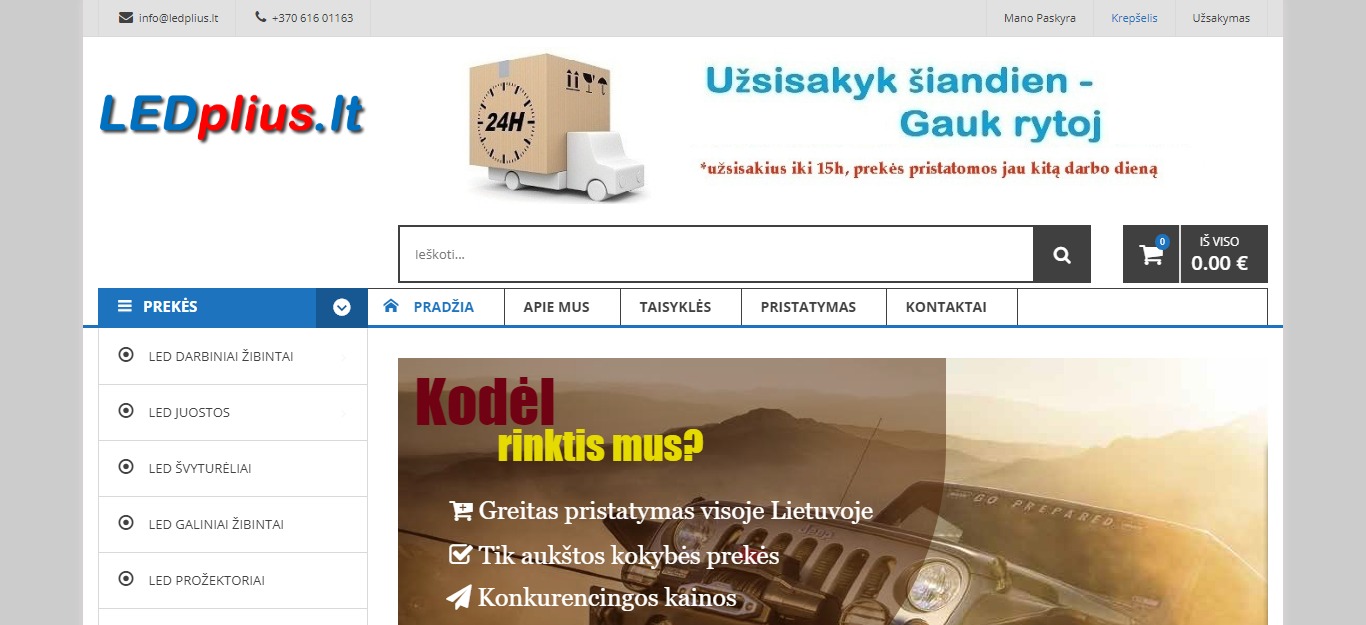 info@ledplius.lt
+370 616 01163
Mano Paskyra
Krepšelis
Užsakymas
LEDplius.lt
24H
Užsisakyk šiandien -
Gauk rytoj
*užsisakius iki 15h, prekės pristatomos jau kitą darbo dieną
Ieškoti...
0
IŠ VISO
0.00 €
PREKĖS
PRADŽIA
APIE MUS
TAISYKLĖS
PRISTATYMAS
KONTAKTAI
LED DARBINIAI ŽIBINTAI
LED JUOSTOS
LED ŠVYTURĖLIAI
LED GALINIAI ŽIBINTAI
LED PROŽEKTORIAI
Kodėl
rinktis mus?
Greitas pristatymas visoje Lietuvoje
Tik aukštos kokybės prekės
Konkurencingos kainos
GO PREPARED
Jeep